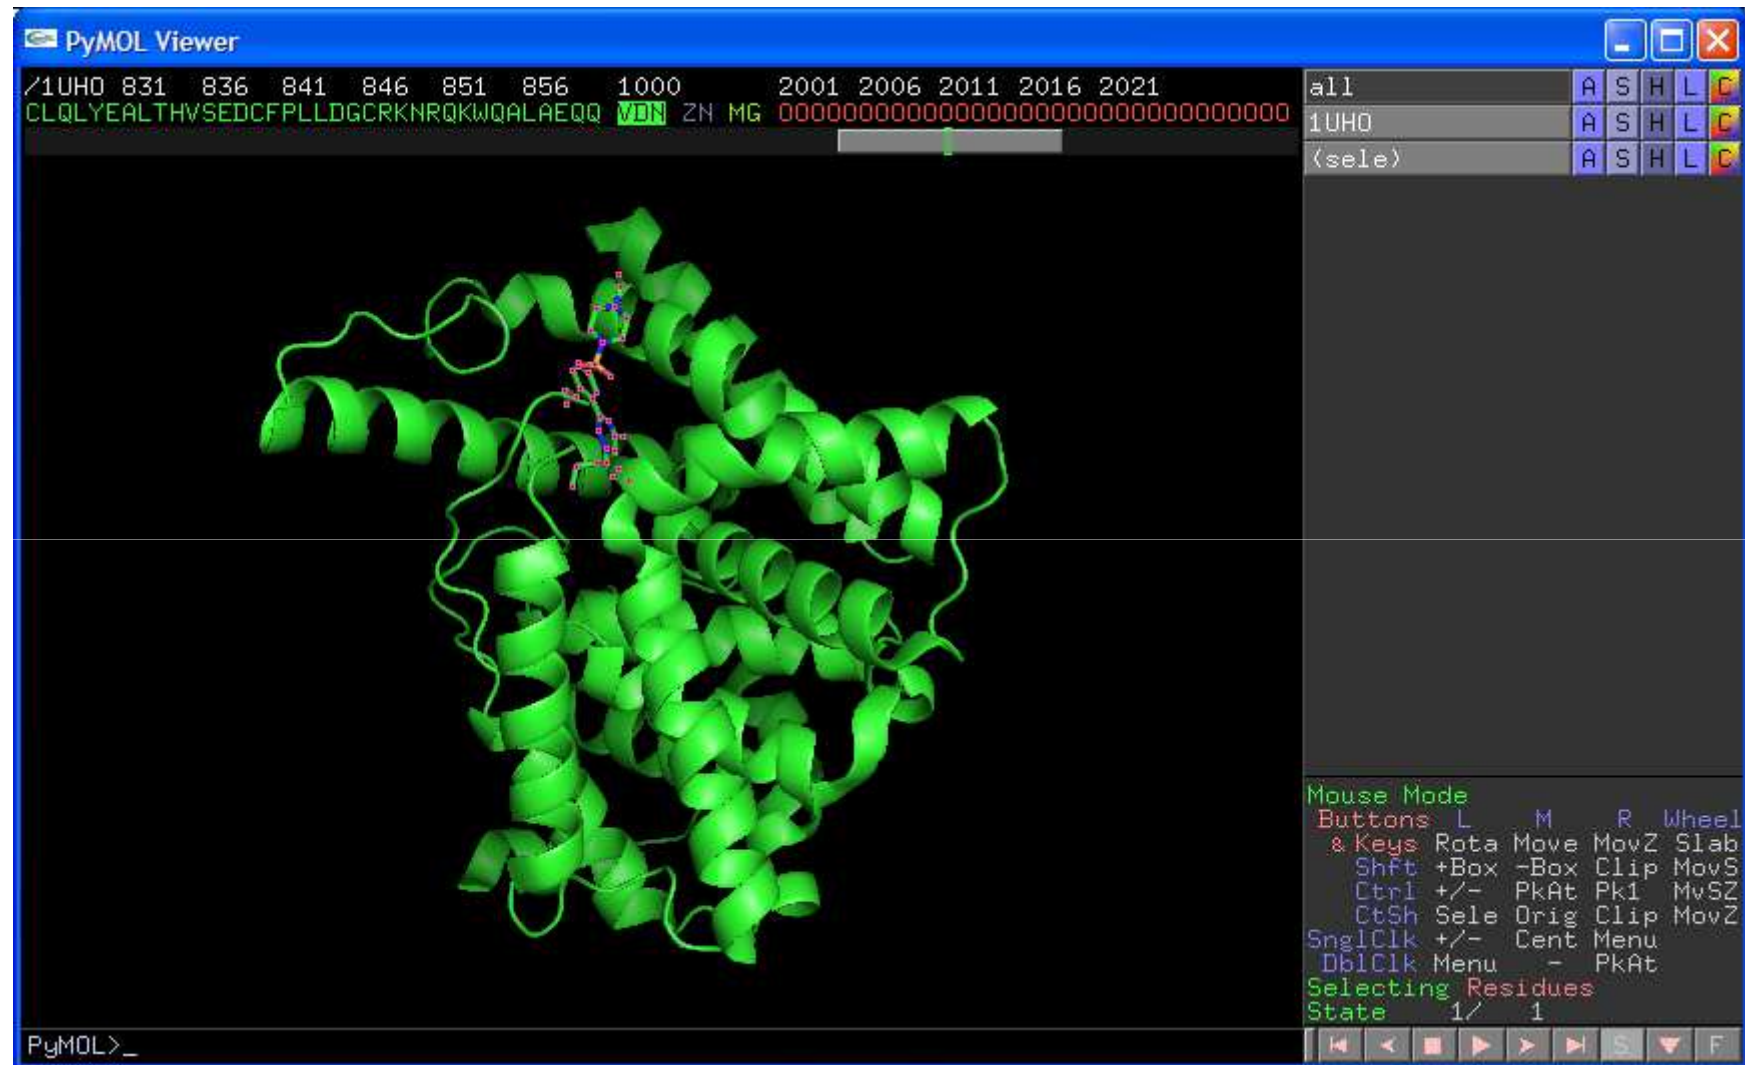 PyMOL Viewer
/1UHO 831 836 841 846 851 856 1000 2001 2006 2011 2016 2021
CLQLYEALTHVSEDCFPLLDGCRKNRQKWQALAEQQ VDN ZN MG OOOOOOOOOOOOOOOOOOOOOOOOOOOOOOOO
all A S H L C
1UHO A S H L C
(sele) A S H L C
Mouse Mode
Buttons L M R Wheel
& Keys Rota Move MovZ Slab
Shft +Box -Box Clip MovS
Ctrl +/- PkAt Pk1 MvSZ
CtSh Sele Orig Clip MovZ
SnglClk +/- Cent Menu
DblClk Menu - PkAt
Selecting Residues
State 1/ 1
PyMOL>_
S F